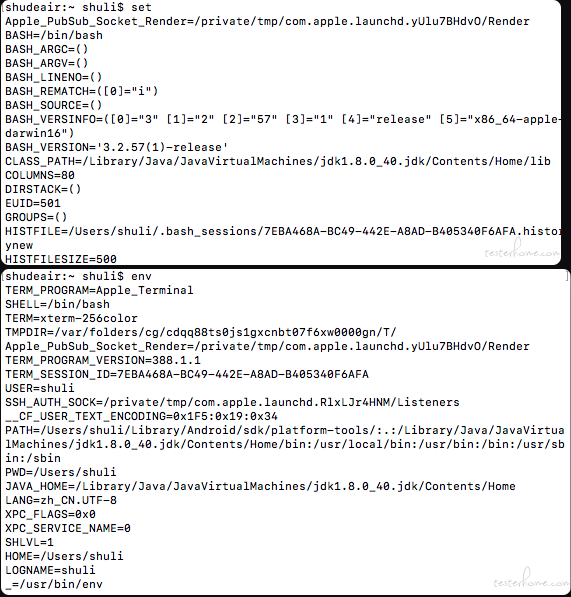 shudeair:~ shuli$ set
Apple_PubSub_Socket_Render=/private/tmp/com.apple.launchd.yUlu7BHdvO/Render
BASH=/bin/bash
BASH_ARGC=()
BASH_ARGV=()
BASH_LINENO=()
BASH_REMATCH=([0]="i")
BASH_SOURCE=()
BASH_VERSINFO=([0]="3" [1]="2" [2]="57" [3]="1" [4]="release" [5]="x86_64-apple-
darwin16")
BASH_VERSION='3.2.57(1)-release'
CLASS_PATH=/Library/Java/JavaVirtualMachines/jdk1.8.0_40.jdk/Contents/Home/lib
COLUMNS=80
DIRSTACK=()
EUID=501
GROUPS=()
HISTFILE=/Users/shuli/.bash_sessions/7EBA468A-BC49-442E-A8AD-B405340F6AFA.histor
ynew
HISTFILESIZE=500
testerhome.com
shudeair:~ shuli$ env
TERM_PROGRAM=Apple_Terminal
SHELL=/bin/bash
TERM=xterm-256color
TMPDIR=/var/folders/cg/cdqq88ts0js1gxcnbt07f6xw0000gn/T/
Apple_PubSub_Socket_Render=/private/tmp/com.apple.launchd.yUlu7BHdvO/Render
TERM_PROGRAM_VERSION=388.1.1
TERM_SESSION_ID=7EBA468A-BC49-442E-A8AD-B405340F6AFA
USER=shuli
SSH_AUTH_SOCK=/private/tmp/com.apple.launchd.RlxLJr4HNM/Listeners
__CF_USER_TEXT_ENCODING=0x1F5:0x19:0x34
PATH=/Users/shuli/Library/Android/sdk/platform-tools/:.:/Library/Java/JavaVirtua
lMachines/jdk1.8.0_40.jdk/Contents/Home/bin:/usr/local/bin:/usr/bin:/bin:/usr/sb
in:/sbin
PWD=/Users/shuli
JAVA_HOME=/Library/Java/JavaVirtualMachines/jdk1.8.0_40.jdk/Contents/Home
LANG=zh_CN.UTF-8
XPC_FLAGS=0x0
XPC_SERVICE_NAME=0
SHLVL=1
HOME=/Users/shuli
LOGNAME=shuli
_=/usr/bin/env
testerhome.com